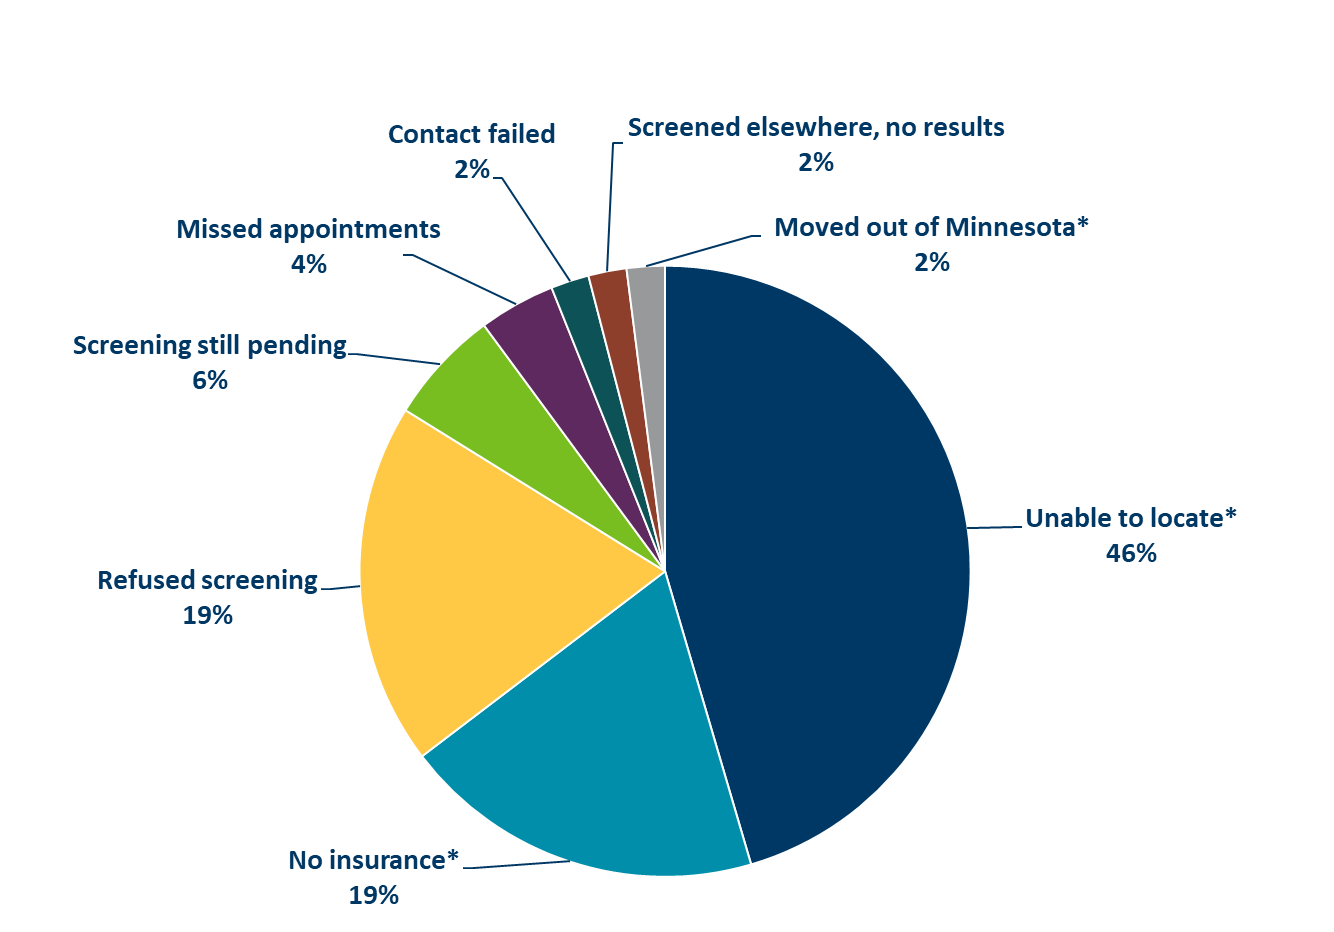 Contact failed
2%
Screened elsewhere, no results
2%
Missed appointments
4%
Moved out of Minnesota*
2%
Screening still pending
6%
Unable to locate*
46%
Refused screening
19%
No insurance*
19%